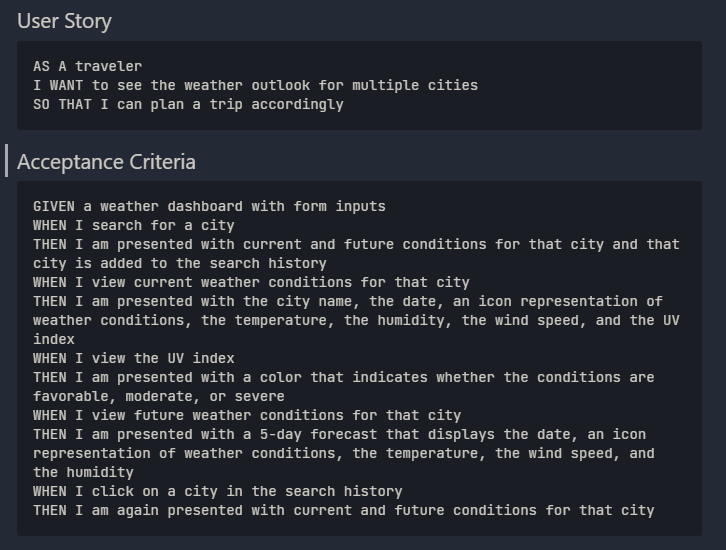 User Story
AS A traveler
I WANT to see the weather outlook for multiple cities
SO THAT I can plan a trip accordingly
Acceptance Criteria
GIVEN a weather dashboard with form inputs
WHEN I search for a city
THEN I am presented with current and future conditions for that city and that
city is added to the search history
WHEN I view current weather conditions for that city
THEN I am presented with the city name, the date, an icon representation of
weather conditions, the temperature, the humidity, the wind speed, and the UV
index
WHEN I view the UV index
THEN I am presented with a color that indicates whether the conditions are
favorable, moderate, or severe
WHEN I view future weather conditions for that city
THEN I am presented with a 5-day forecast that displays the date, an icon
representation of weather conditions, the temperature, the wind speed, and
the humidity
WHEN I click on a city in the search history
THEN I am again presented with current and future conditions for that city